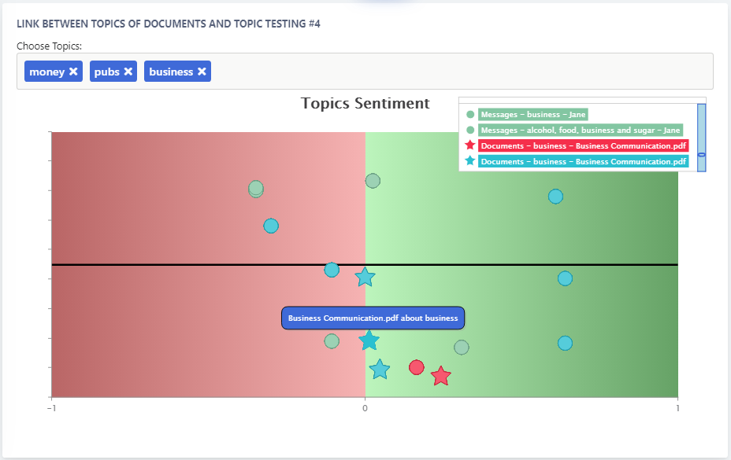 LINK BETWEEN TOPICS OF DOCUMENTS AND TOPIC TESTING #4
Choose Topics:
money ✖ pubs ✖ business ✖
Topics Sentiment
Messages - business - Jane
Messages - alcohol, food, business and sugar - Jane
Documents - business - Business Communication.pdf
Documents - business - Business Communication.pdf
Business Communication.pdf about business
−1 0 1